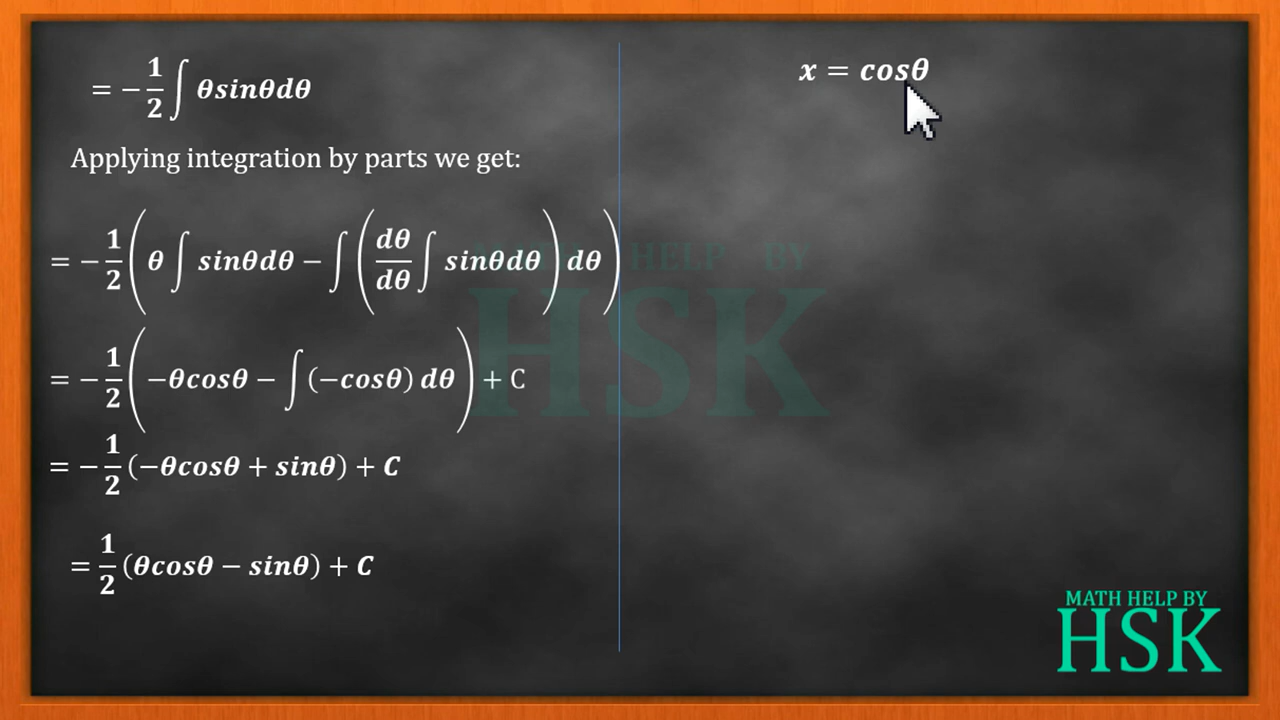 = −1/2 ∫ θsinθdθ
Applying integration by parts we get:
= −1/2 (θ ∫ sinθdθ − ∫ (dθ/dθ ∫ sinθdθ) dθ)
= −1/2 (−θcosθ − ∫ (−cosθ) dθ) + C
= −1/2 (−θcosθ + sinθ) + C
= 1/2 (θcosθ − sinθ) + C
x = cosθ
MATH HELP BY
HSK
MATH HELP BY
HSK